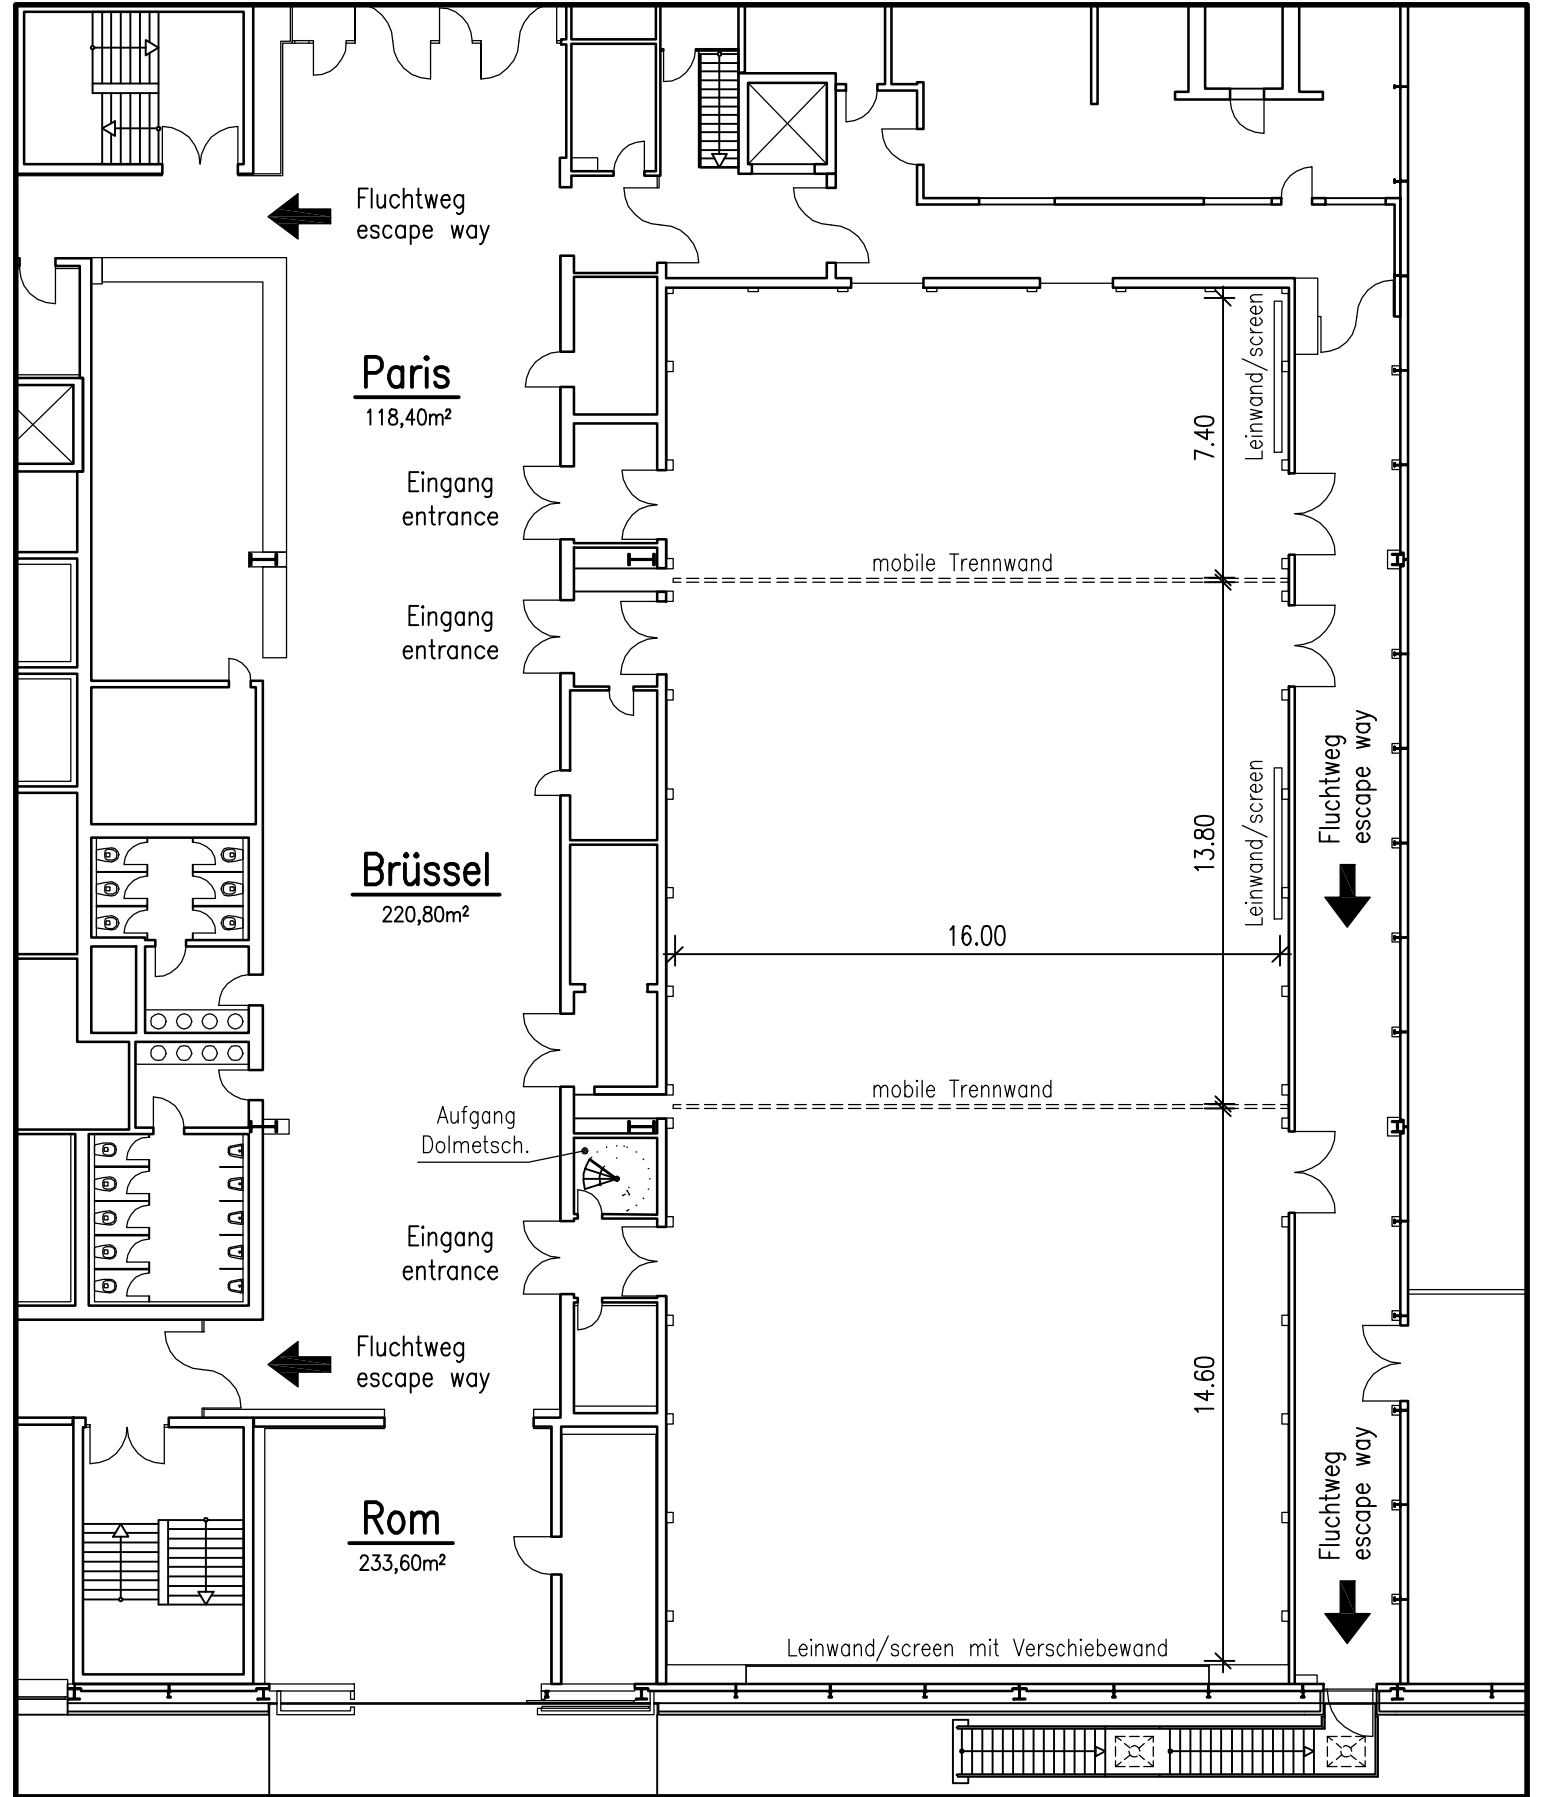 Fluchtweg
escape way
Leinwand/screen
Paris
118,40m²
7.40
Eingang
entrance
mobile Trennwand
Eingang
entrance
Fluchtweg
escape way
Leinwand/screen
13.80
Brüssel
220,80m²
16.00
mobile Trennwand
Aufgang
Dolmetsch.
Eingang
entrance
Fluchtweg
escape way
14.60
Fluchtweg
escape way
Rom
233,60m²
Leinwand/screen mit Verschiebewand